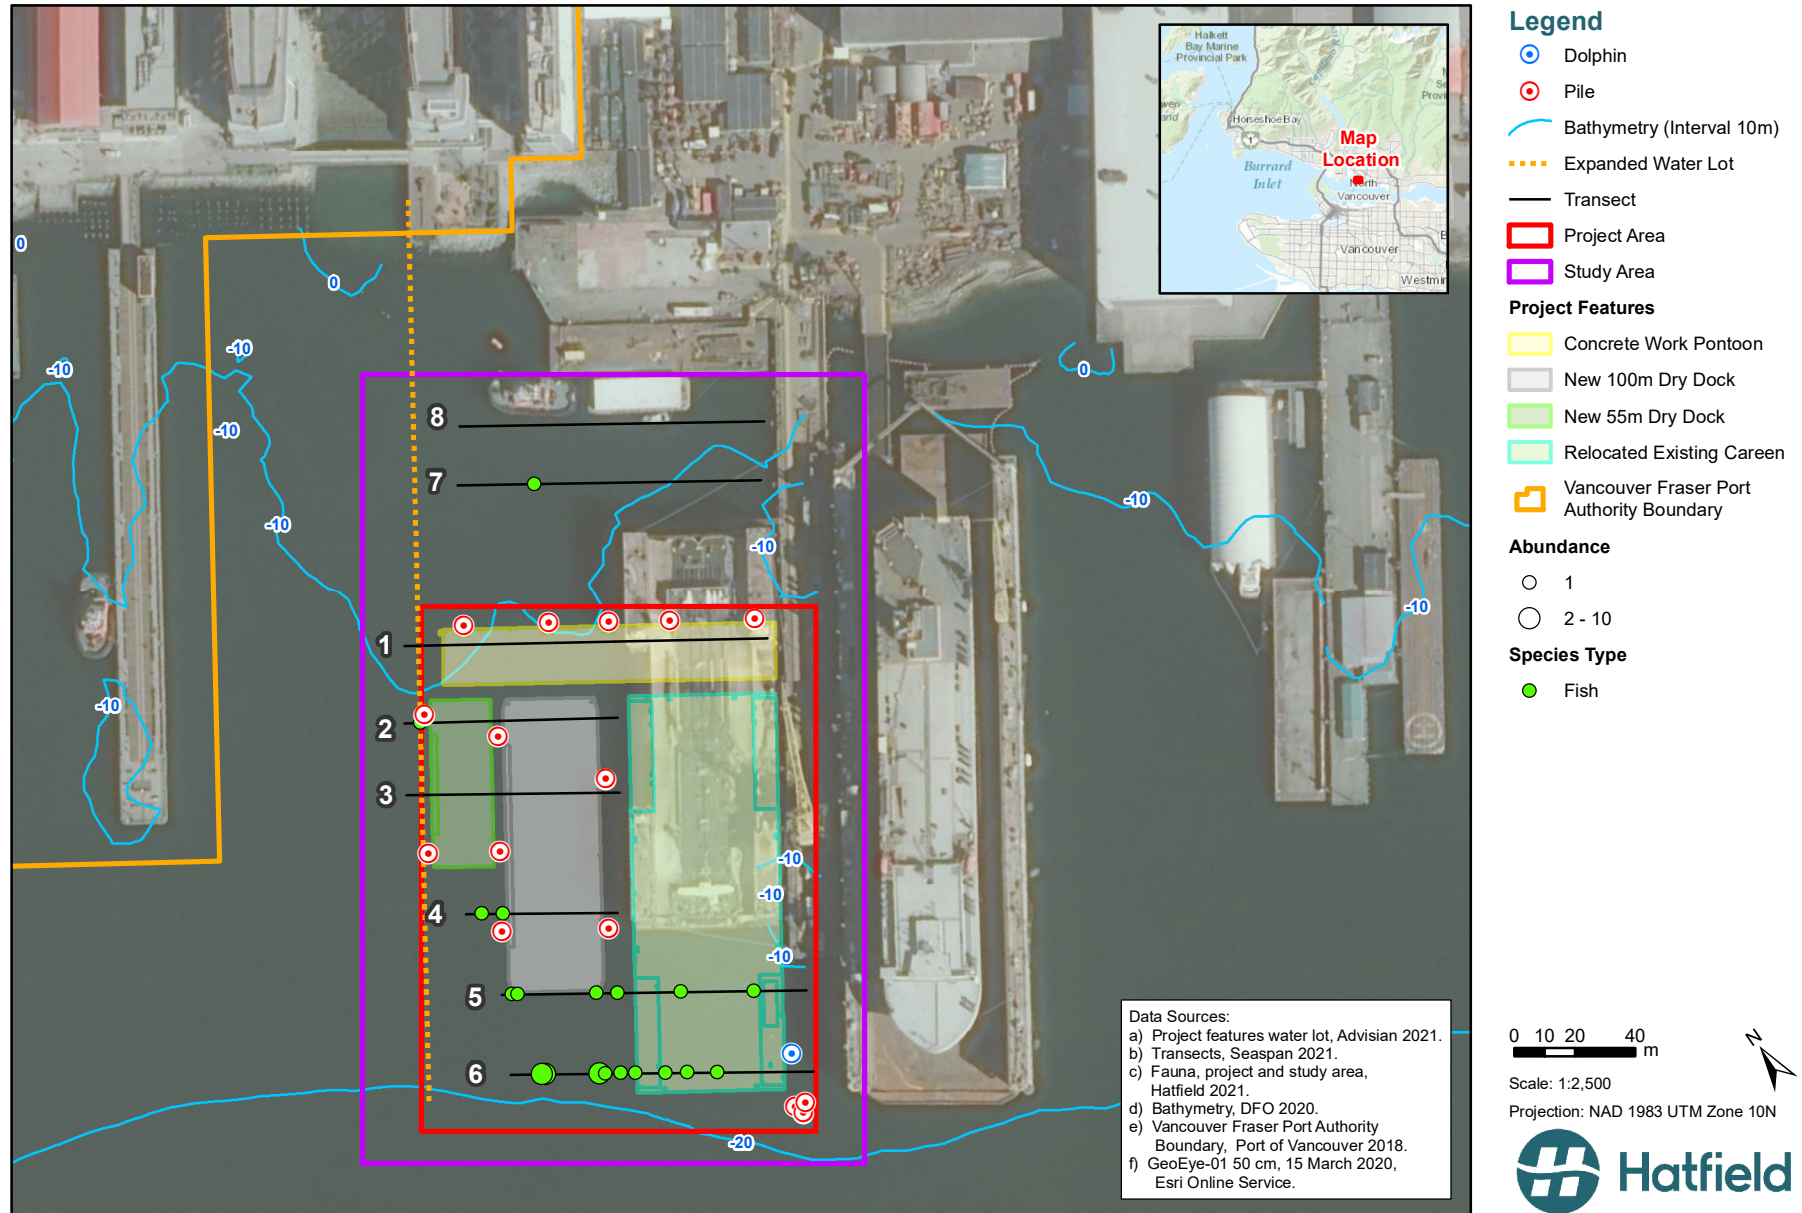 Halkett
Bay Marine
Provincial Park
Horseshoe Bay
1
Map
Location
Burrard
Inlet
North
Vancouver
Vancouver
Westmin
0
0
0
-10
-10
-10
-10
-10
-10
-10
-10
-10
-10
-10
-10
-20
8
7
1
2
3
4
5
6
Data Sources:
a) Project features water lot, Advisian 2021.
b) Transects, Seaspan 2021.
c) Fauna, project and study area,
Hatfield 2021.
d) Bathymetry, DFO 2020.
e) Vancouver Fraser Port Authority
Boundary, Port of Vancouver 2018.
f) GeoEye-01 50 cm, 15 March 2020,
Esri Online Service.
Legend
Dolphin
Pile
Bathymetry (Interval 10m)
Expanded Water Lot
Transect
Project Area
Study Area
Project Features
Concrete Work Pontoon
New 100m Dry Dock
New 55m Dry Dock
Relocated Existing Careen
Vancouver Fraser Port
Authority Boundary
Abundance
1
2 - 10
Species Type
Fish
0 10 20 40
m
N
Scale: 1:2,500
Projection: NAD 1983 UTM Zone 10N
Hatfield